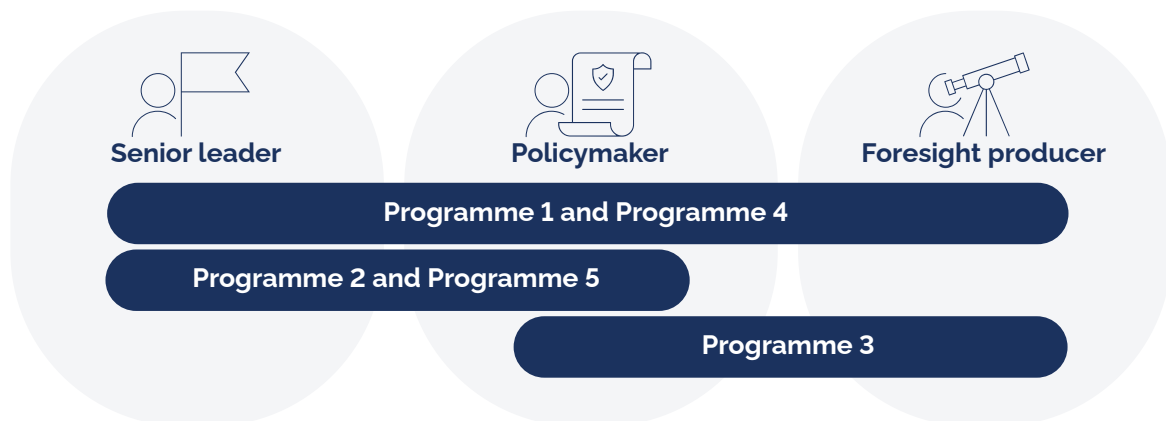 Senior leader
Policymaker
Foresight producer
Programme 1 and Programme 4
Programme 2 and Programme 5
Programme 3